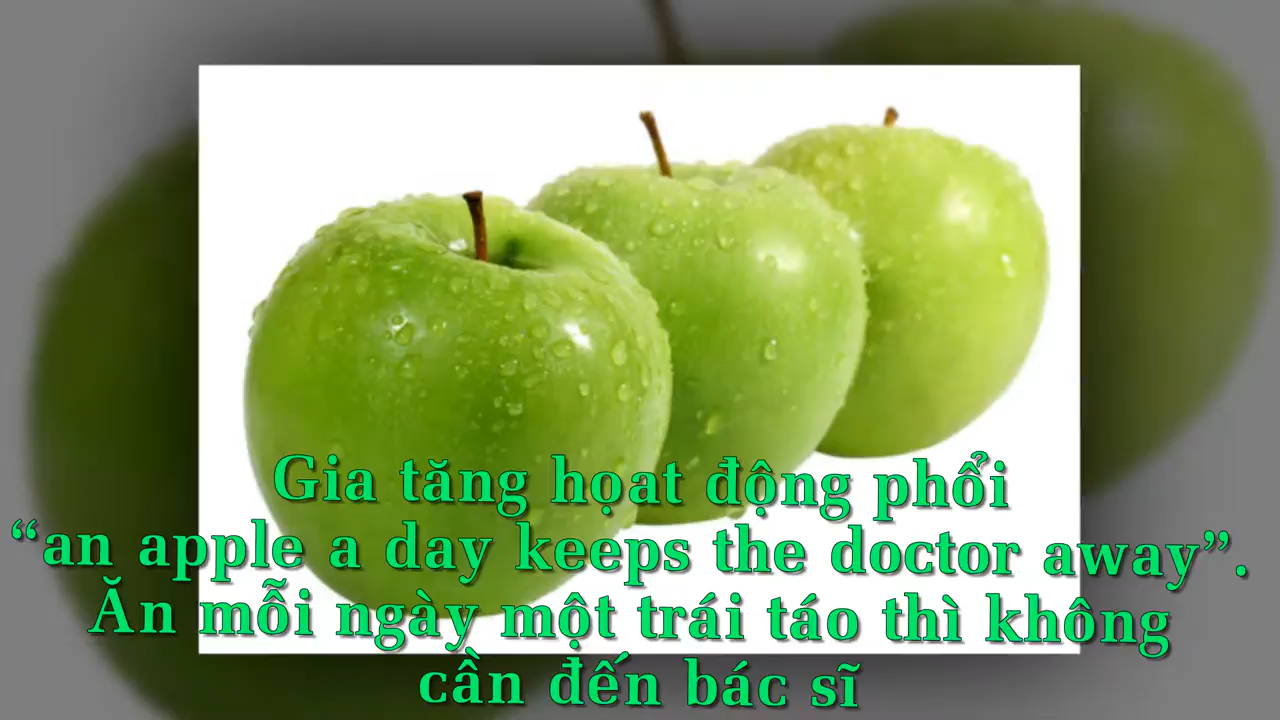 Gia tăng họat động phổi
“an apple a day keeps the doctor away”.
Ăn mỗi ngày một trái táo thì không
cần đến bác sĩ